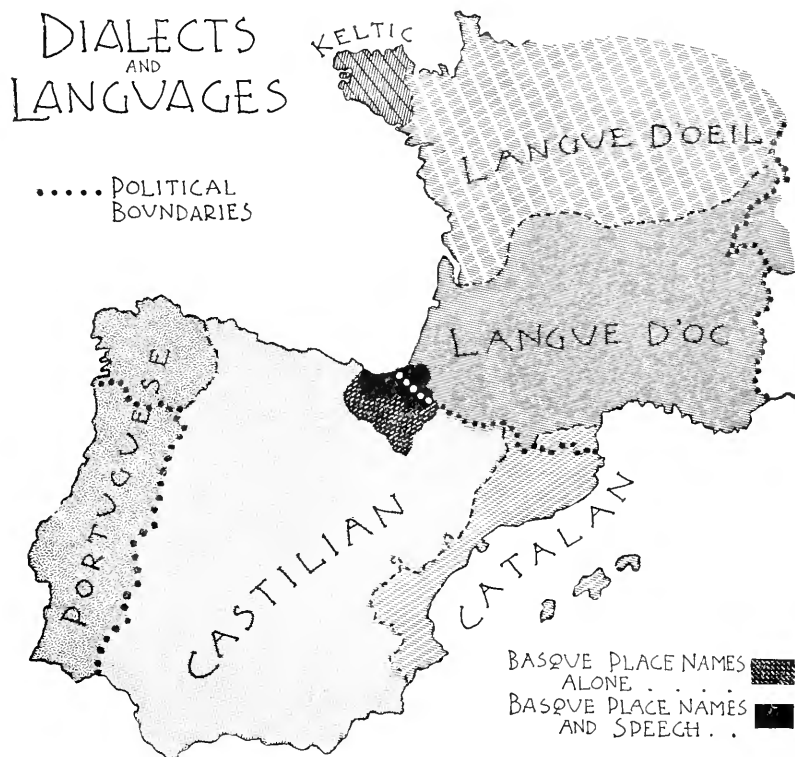 DIALECTS
AND
LANGUAGES
KELTIC
..... POLITICAL
BOUNDARIES
LANGUE D'OEIL
LANGUE D'OC
PORTUGUESE
CASTILIAN
CATALAN
BASQUE PLACE NAMES
ALONE . . . .
BASQUE PLACE NAMES
AND SPEECH . .